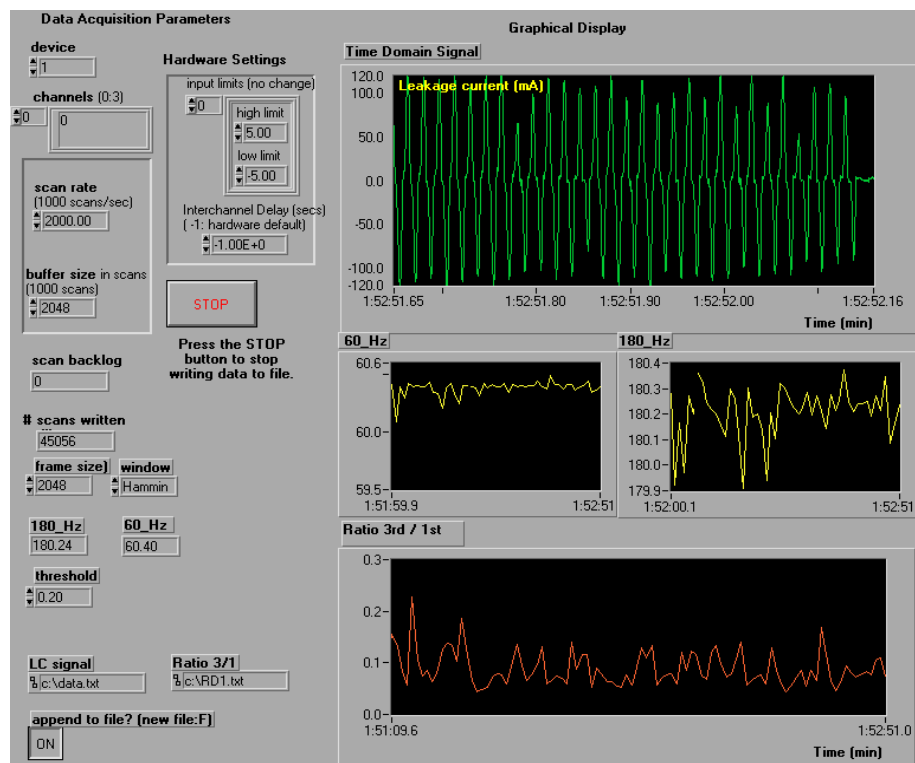 Data Acquisition Parameters
device
1
channels (0:3)
0
0
scan rate
(1000 scans/sec)
2000.00
buffer size in scans
(1000 scans)
2048
scan backlog
0
# scans written
45056
frame size)
2048
window
Hammin
180_Hz
180.24
60_Hz
60.40
threshold
0.20
LC signal
c:\data.txt
Ratio 3/1
c:\RD1.txt
append to file? (new file:F)
ON
Hardware Settings
input limits (no change)
0
high limit
5.00
low limit
-5.00
Interchannel Delay (secs)
( -1: hardware default)
-1.00E+0
STOP
Press the STOP
button to stop
writing data to file.
Graphical Display
Time Domain Signal
Leakage current (mA)
120.0
100.0
50.0
0.0
-50.0
-100.0
-120.0
1:52:51.65 1:52:51.80 1:52:51.90 1:52:52.00 1:52:52.16
Time (min)
60_Hz
60.6
60.0
59.5
1:51:59.9 1:52:51
180_Hz
180.4
180.3
180.2
180.1
180.0
179.9
1:52:00.1 1:52:51
Ratio 3rd / 1st
0.3
0.2
0.1
0.0
1:51:09.6 1:52:51.0
Time (min)